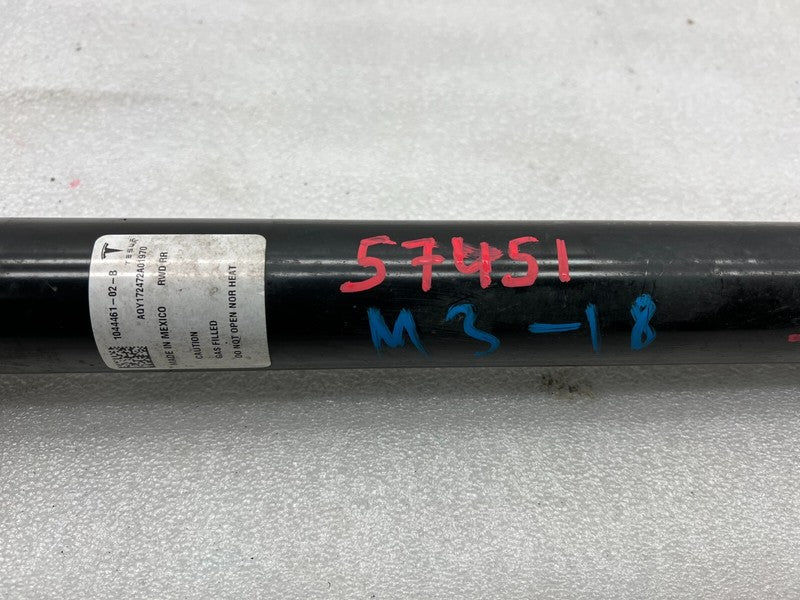 TESLA
1044461-02-B
AQY172472A01970
MADE IN MEXICO RWD RR
CAUTION
GAS FILLED
DO NOT OPEN NOR HEAT
57451
M3-18